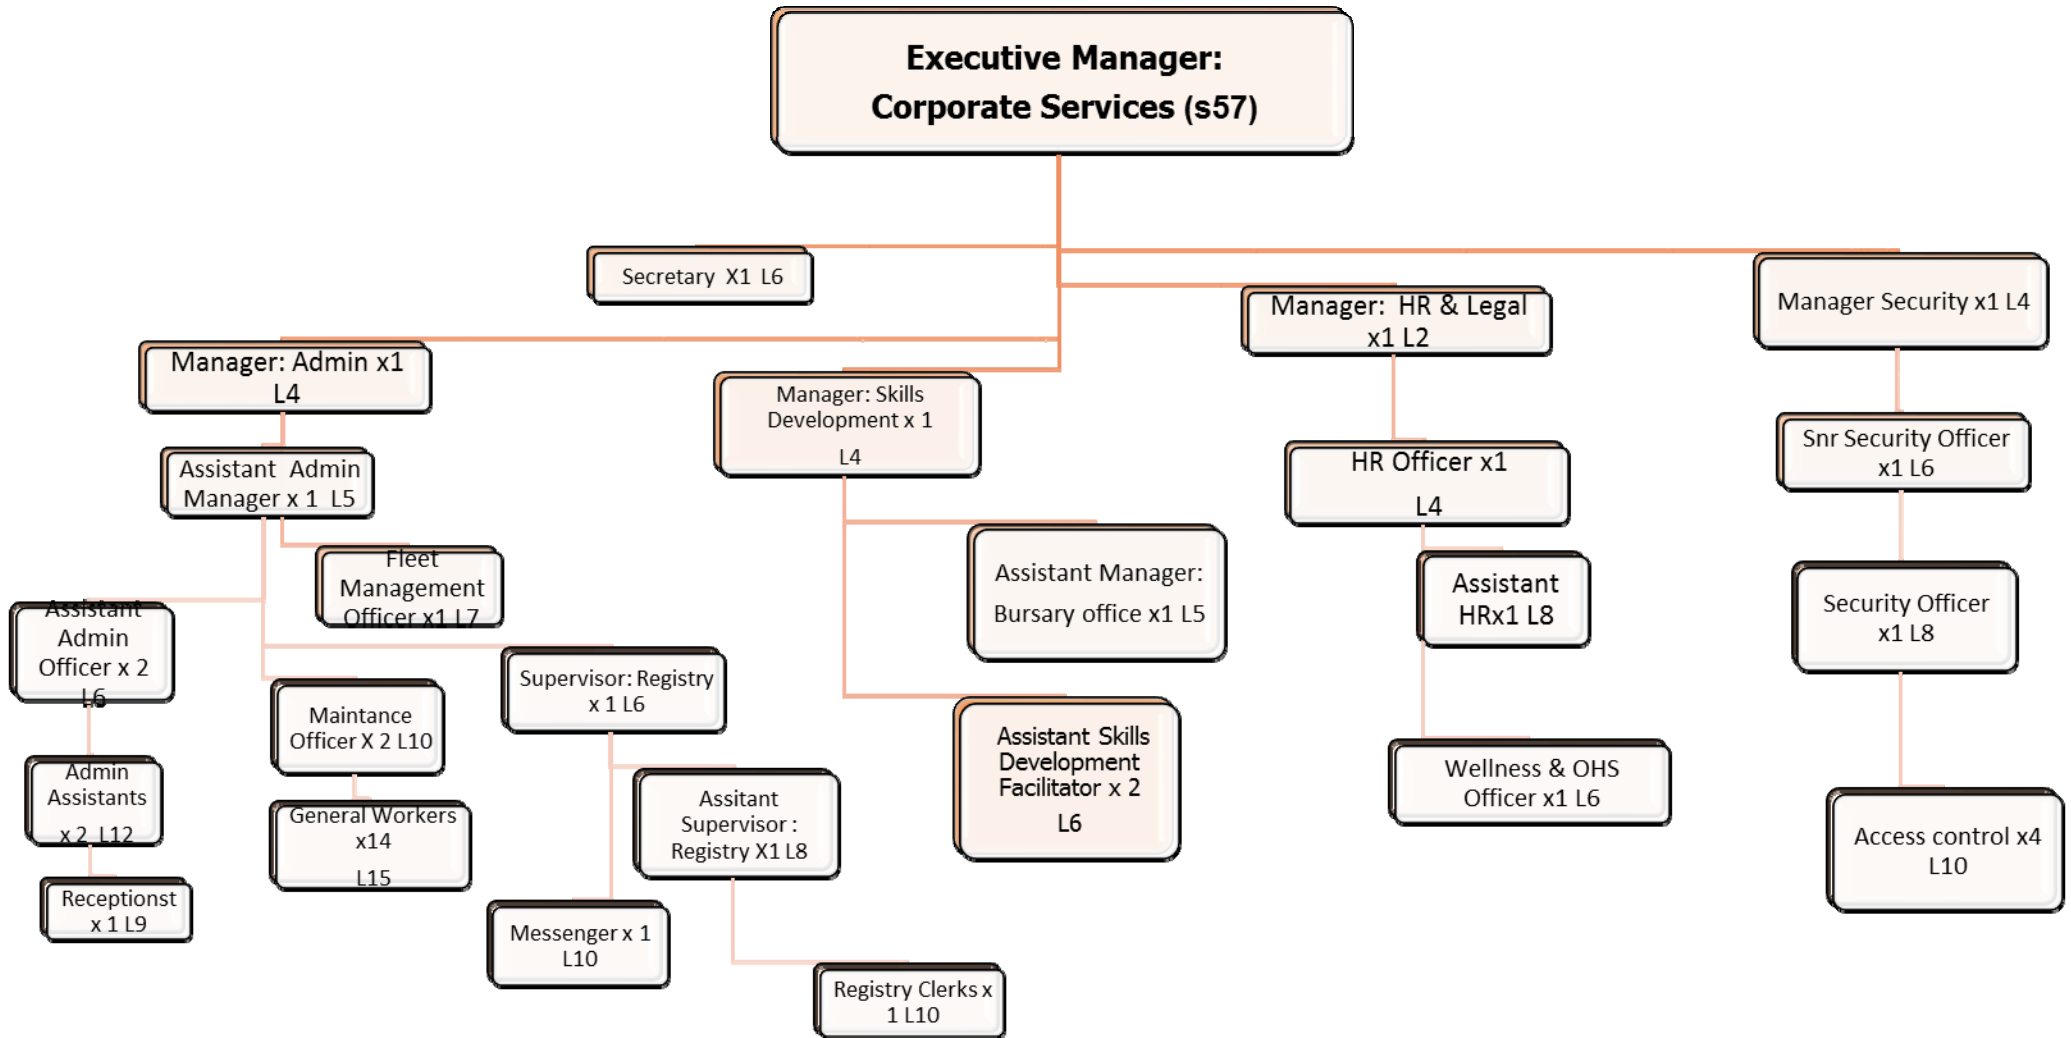 Executive Manager:
Corporate Services (s57)
Secretary X1 L6
Manager: Admin x1
L4
Manager: Skills
Development x 1
L4
Manager: HR & Legal
x1 L2
Manager Security x1 L4
Assistant Admin
Manager x 1 L5
Fleet
Management
Officer x1 L7
Assistant
Admin
Officer x 2
L6
Admin
Assistants
x 2 L12
Receptionst
x 1 L9
Maintance
Officer X 2 L10
General Workers
x14
L15
Supervisor: Registry
x 1 L6
Assitant
Supervisor :
Registry X1 L8
Messenger x 1
L10
Registry Clerks x
1 L10
Assistant Manager:
Bursary office x1 L5
Assistant Skills
Development
Facilitator x 2
L6
HR Officer x1
L4
Assistant
HRx1 L8
Wellness & OHS
Officer x1 L6
Snr Security Officer
x1 L6
Security Officer
x1 L8
Access control x4
L10